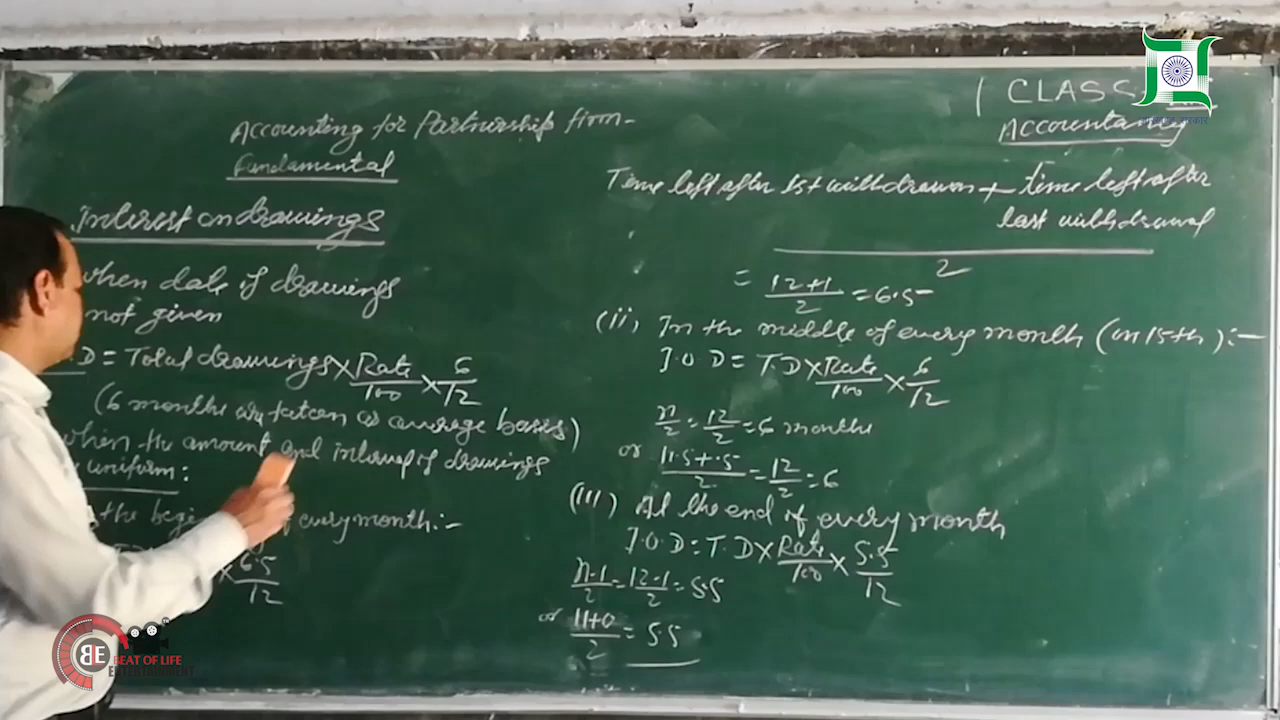 Accounting for Partnership firm-
Fundamental
Interest on drawings
when date of drawings
not given
D = Total drawings × Rate/100 × 6/12
(6 months are taken as average basis)
when the amount and interval of drawings
uniform:
the of every month:-
× 6.5/12
| CLASS
Accountancy
Time left after 1st withdrawn + time left after
last withdrawal
2
= 12+1/2 = 6.5
(ii) In the middle of every month (on 15th):-
I.O.D = T.D × Rate/100 × 6/12
n/2 = 12/2 = 6 months
or 11.5+.5/2 = 12/2 = 6
(iii) At the end of every month
I.O.D = T.D × Rate/100 × 5.5/12
n-1/2 = 12-1/2 = 5.5
or 11+0/2 = 5.5
BE BEAT OF LIFE
ENTERTAINMENT